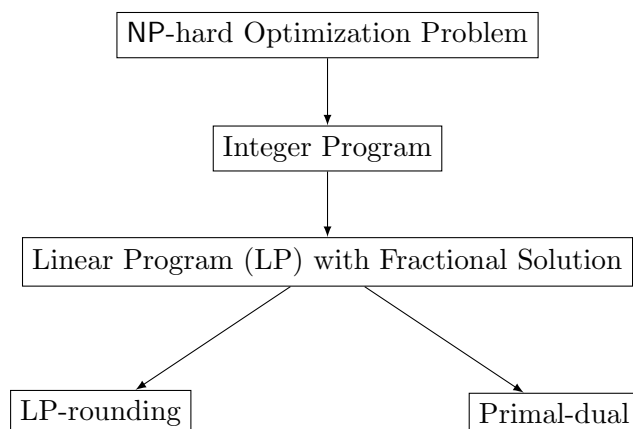 NP-hard Optimization Problem
Integer Program
Linear Program (LP) with Fractional Solution
LP-rounding
Primal-dual